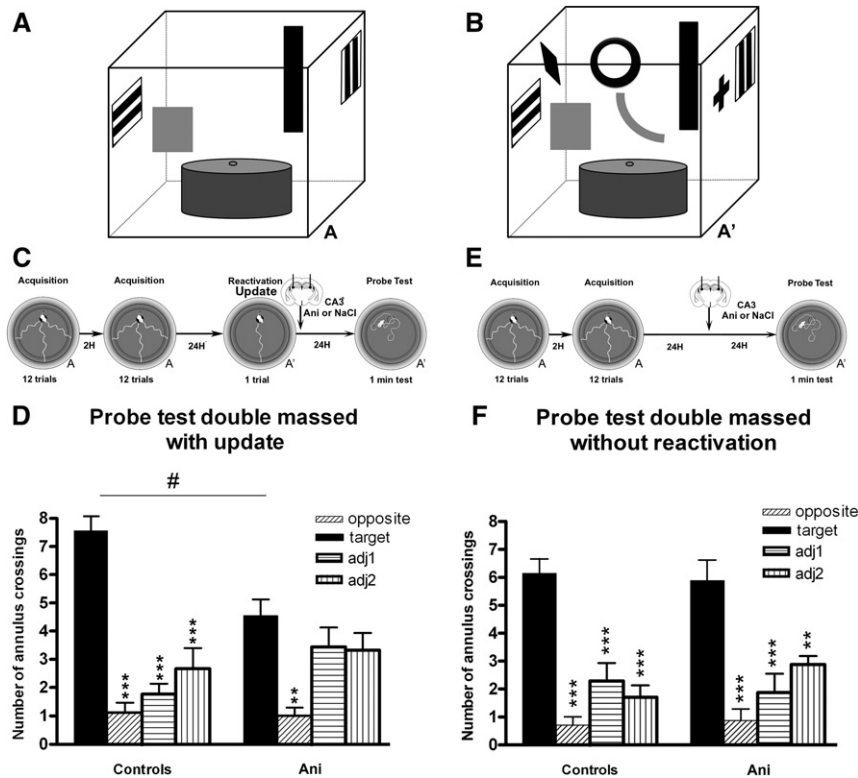 A
B
A
A'
C
E
Acquisition
Acquisition
Reactivation
Update
Probe Test
CA3
Ani or NaCl
2H
24H
24H
A
A
A'
A'
12 trials
12 trials
1 trial
1 min test
Acquisition
Acquisition
Probe Test
CA3
Ani or NaCl
2H
24H
24H
A
A
A'
12 trials
12 trials
1 min test
D
Probe test double massed
with update
#
opposite
target
adj1
adj2
Number of annulus crossings
8
7
6
5
4
3
2
1
0
***
***
***
**
Controls
Ani
F
Probe test double massed
without reactivation
opposite
target
adj1
adj2
Number of annulus crossings
8
7
6
5
4
3
2
1
0
***
***
***
***
***
**
Controls
Ani